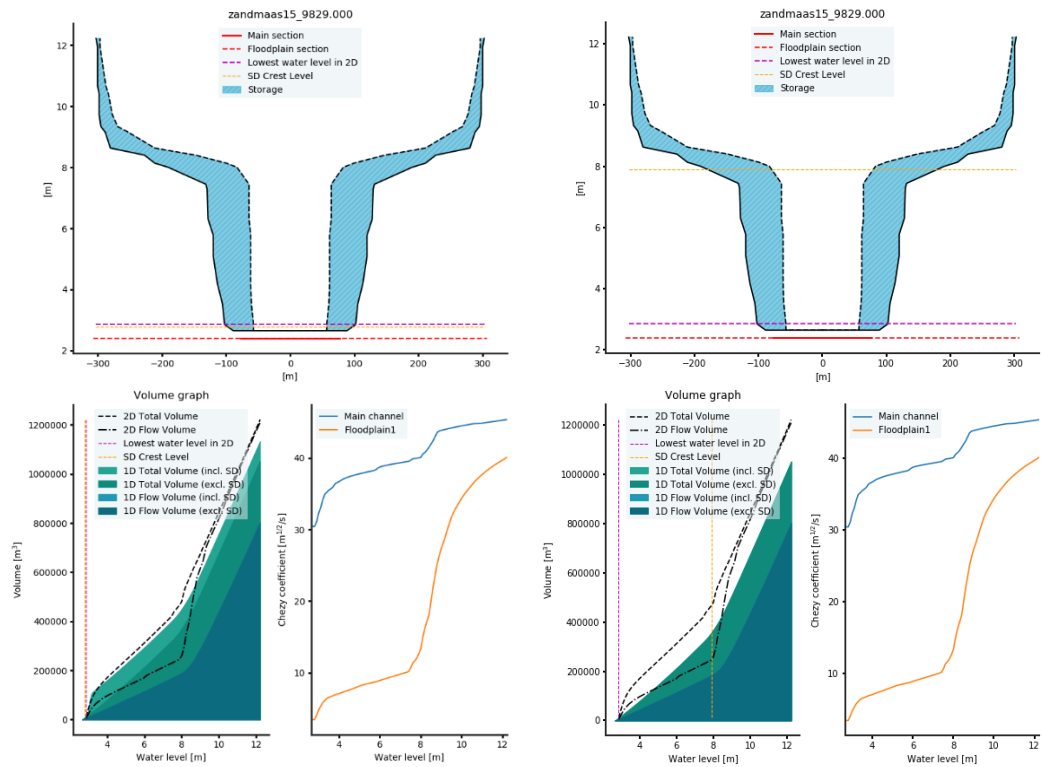 zandmaas15_9829.000
Main section
Floodplain section
Lowest water level in 2D
SD Crest Level
Storage
[m]
12
10
8
6
4
2
−300 −200 −100 0 100 200 300
[m]
zandmaas15_9829.000
Main section
Floodplain section
Lowest water level in 2D
SD Crest Level
Storage
[m]
12
10
8
6
4
2
−300 −200 −100 0 100 200 300
[m]
Volume graph
2D Total Volume
2D Flow Volume
Lowest water level in 2D
SD Crest Level
1D Total Volume (incl. SD)
1D Total Volume (excl. SD)
1D Flow Volume (incl. SD)
1D Flow Volume (excl. SD)
Volume [m³]
1200000
1000000
800000
600000
400000
200000
0
4 6 8 10 12
Water level [m]
Main channel
Floodplain1
Chezy coefficient [m^1/2/s]
40
30
20
10
4 6 8 10 12
Water level [m]
Volume graph
2D Total Volume
2D Flow Volume
Lowest water level in 2D
SD Crest Level
1D Total Volume (incl. SD)
1D Total Volume (excl. SD)
1D Flow Volume (incl. SD)
1D Flow Volume (excl. SD)
Volume [m³]
1200000
1000000
800000
600000
400000
200000
0
4 6 8 10 12
Water level [m]
Main channel
Floodplain1
Chezy coefficient [m^1/2/s]
40
30
20
10
4 6 8 10 12
Water level [m]